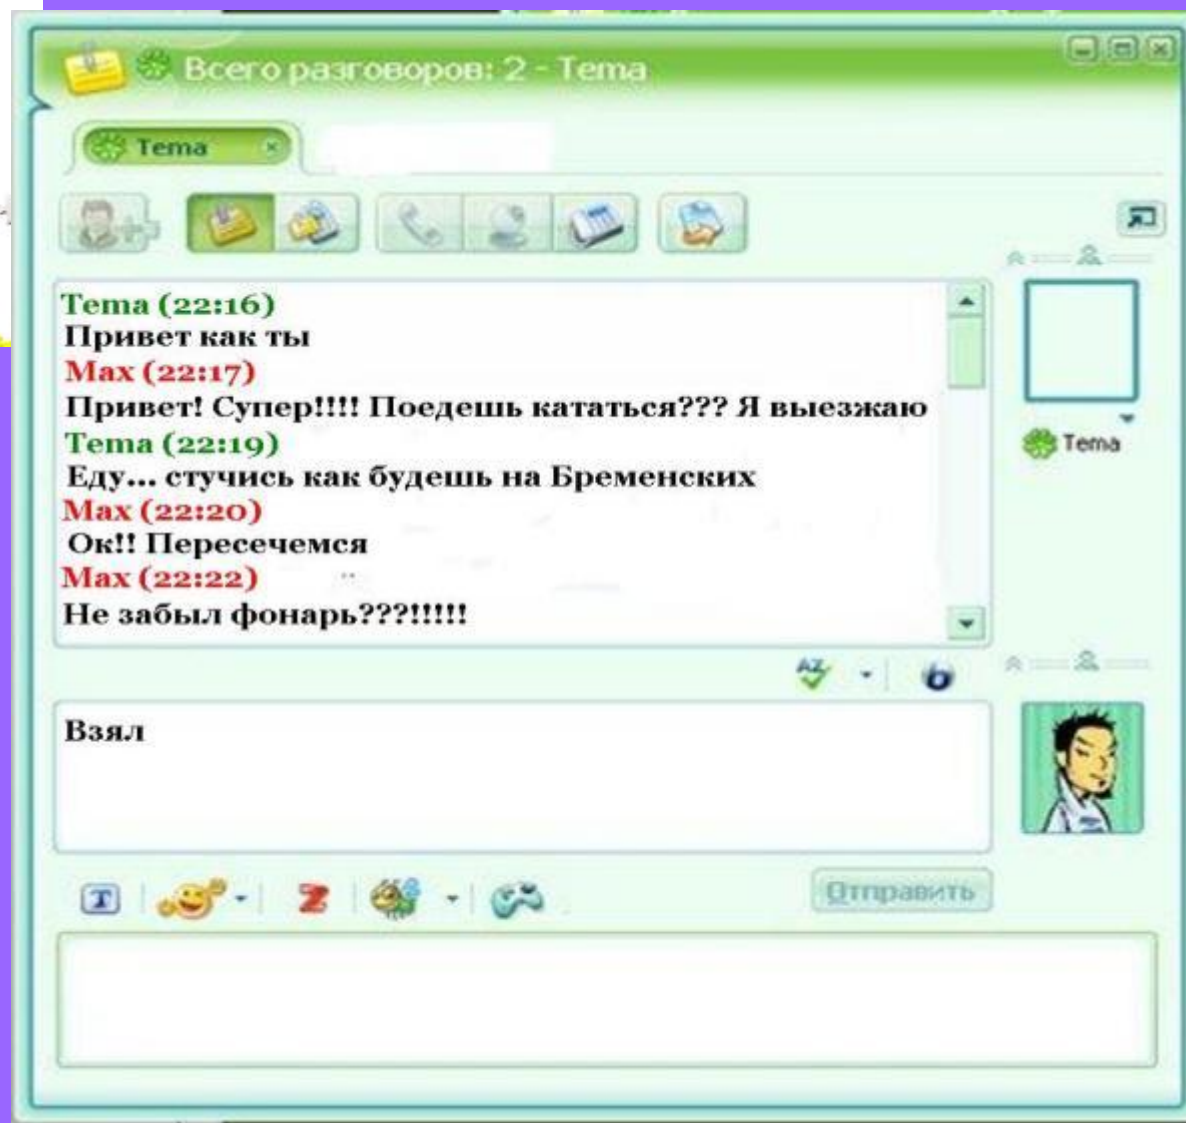 Всего разговоров: 2 - Tema
Tema
Tema (22:16)
Привет как ты
Max (22:17)
Привет! Супер!!!! Поедешь кататься??? Я выезжаю
Tema (22:19)
Еду... стучись как будешь на Бременских
Max (22:20)
Ок!! Пересечемся
Max (22:22)
Не забыл фонарь???!!!!!
Tema
AZ
Взял
Отправить